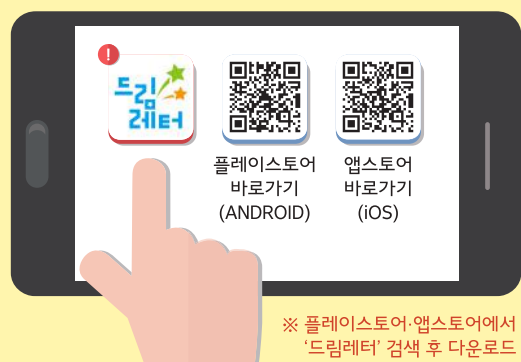 !
드림
레터
플레이스토어
바로가기
(ANDROID)
앱스토어
바로가기
(iOS)
※ 플레이스토어·앱스토어에서
‘드림레터’ 검색 후 다운로드